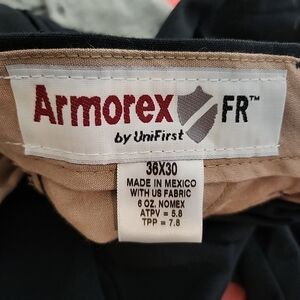 Armorex FR™
by UniFirst
36X30
MADE IN MEXICO
WITH US FABRIC
6 OZ. NOMEX
ATPV = 5.8
TPP = 7.8